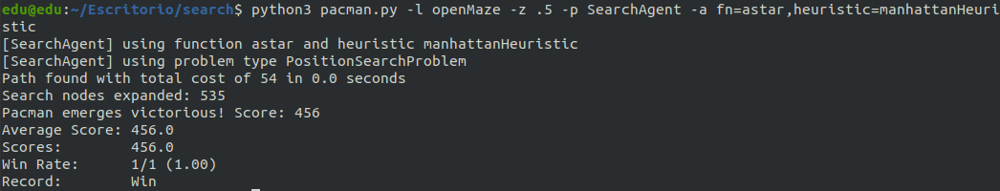 edu@edu:~/Escritorio/search$ python3 pacman.py -l openMaze -z .5 -p SearchAgent -a fn=astar,heuristic=manhattanHeuri
stic
[SearchAgent] using function astar and heuristic manhattanHeuristic
[SearchAgent] using problem type PositionSearchProblem
Path found with total cost of 54 in 0.0 seconds
Search nodes expanded: 535
Pacman emerges victorious! Score: 456
Average Score: 456.0
Scores:        456.0
Win Rate:      1/1 (1.00)
Record:        Win